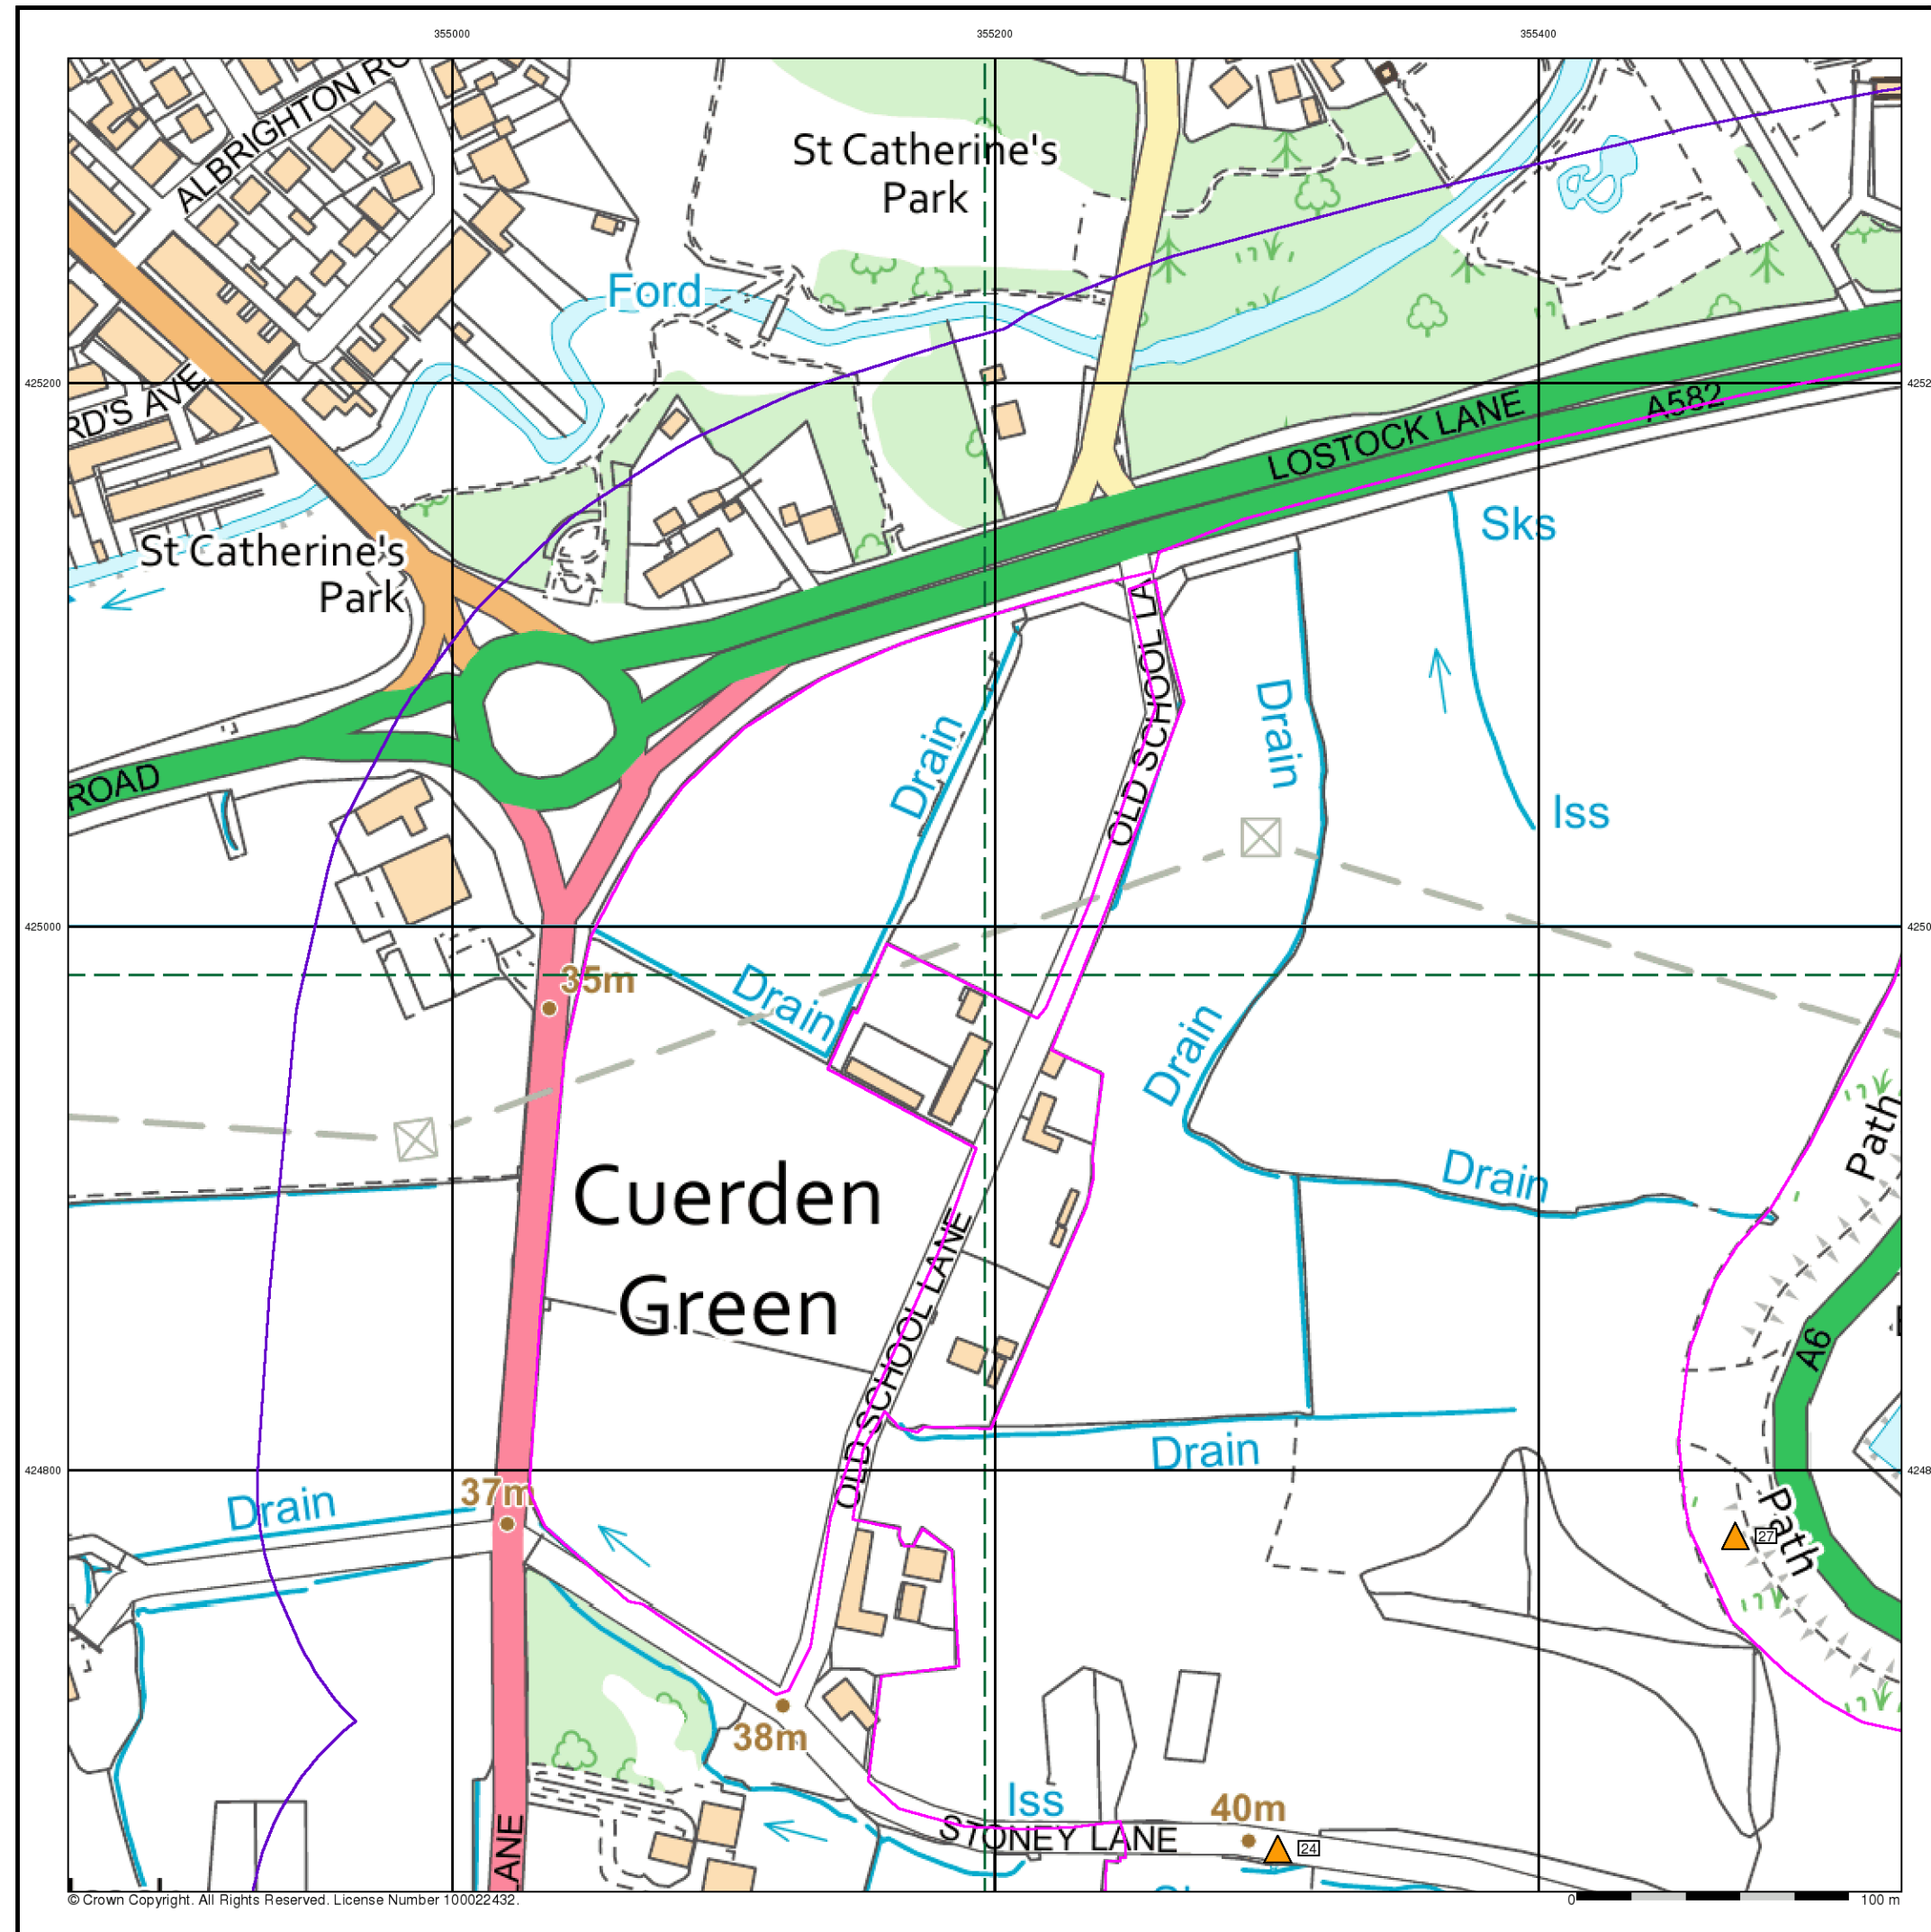 355000
355200
355400
ALBRIGHTON RO
St Catherine's
Park
Ford
425200
RD'S AVE
LOSTOCK LANE
A582
St Catherine's
Park
Sks
OLD SCHOOL LA
Drain
Drain
ROAD
Iss
425000
35m
Drain
Drain
Path
Cuerden
Green
Drain
OLD SCHOOL LANE
A6
Drain
424800
37m
Drain
Path
27
38m
Iss
40m
STONEY LANE
24
LANE
© Crown Copyright. All Rights Reserved. License Number 100022432.
0
100 m